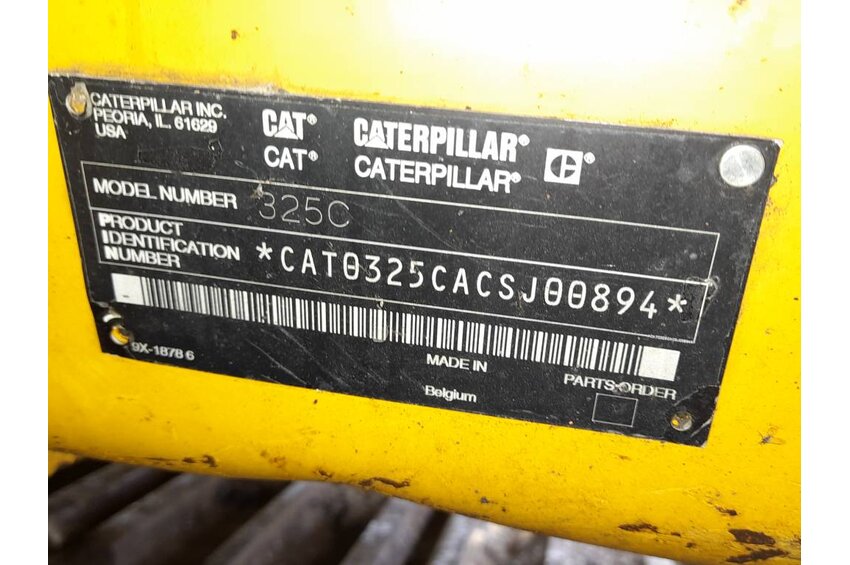 CATERPILLAR INC.
PEORIA, IL. 61629
USA
CAT® CATERPILLAR® ®
CAT® CATERPILLAR®
MODEL NUMBER 325C
PRODUCT
IDENTIFICATION
NUMBER
*CAT0325CACSJ00894*
9X-1878 6
MADE IN
Belgium
PARTS-ORDER